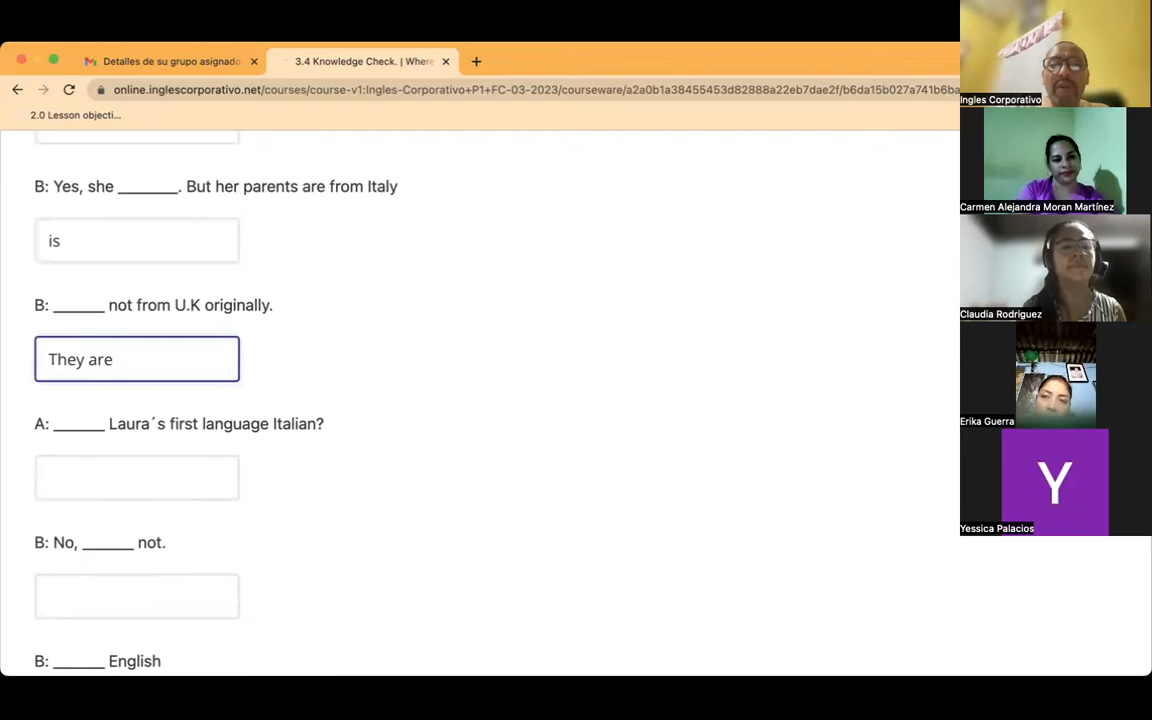 Detalles de su grupo asignado
3.4 Knowledge Check. | Where
online.inglescorporativo.net/courses/course-v1:Ingles-Corporativo+P1+FC-03-2023/courseware/a2a0b1a38455453d82888a22eb7dae2f/b6da15b027a741b6ba
2.0 Lesson objecti...
B: Yes, she _______. But her parents are from Italy
is
B: ______ not from U.K originally.
They are
A: ______ Laura´s first language Italian?
B: No, ______ not.
B: ______ English
Ingles Corporativo
Carmen Alejandra Moran Martínez
Claudia Rodriguez
Erika Guerra
Y
Yessica Palacios